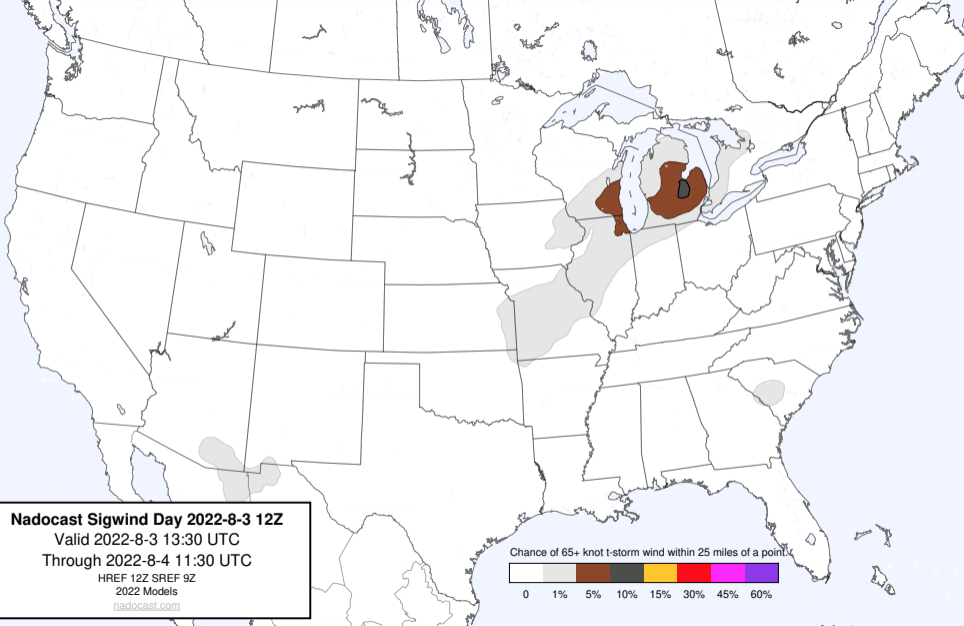 Nadocast Sigwind Day 2022-8-3 12Z
Valid 2022-8-3 13:30 UTC
Through 2022-8-4 11:30 UTC
HREF 12Z SREF 9Z
2022 Models
nadocast.com
Chance of 65+ knot t-storm wind within 25 miles of a point.
0 1% 5% 10% 15% 30% 45% 60%